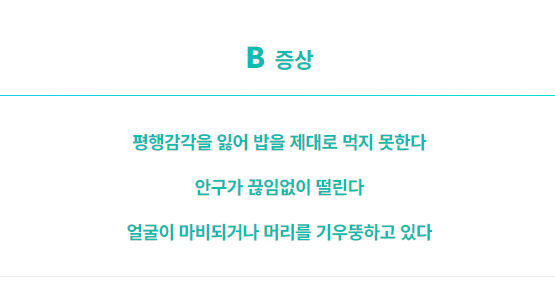 B 증상
평행감각을 잃어 밥을 제대로 먹지 못한다
안구가 끊임없이 떨린다
얼굴이 마비되거나 머리를 기우뚱하고 있다